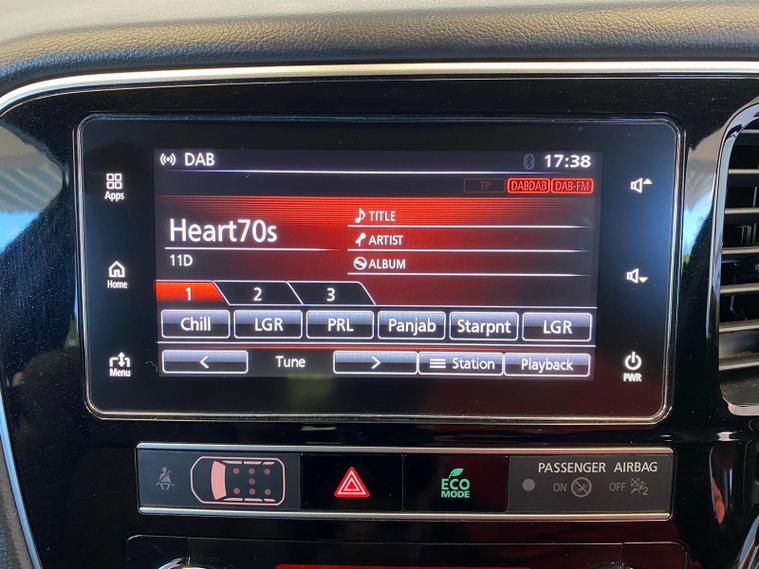 DAB 17:38
TP DABDAB DAB-FM
Apps
Heart70s
TITLE
ARTIST
11D
ALBUM
Home
1 2 3
Chill LGR PRL Panjab Starpnt LGR
< Tune > Station Playback
Menu
PWR
PASSENGER AIRBAG
ECO
MODE
ON OFF 2